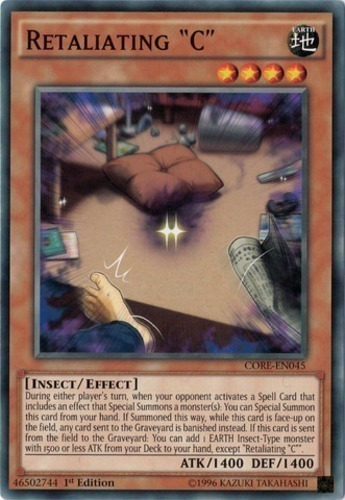 RETALIATING "C"
EARTH
地
CORE-EN045
[INSECT/EFFECT]
During either player's turn, when your opponent activates a Spell Card that
includes an effect that Special Summons a monster(s): You can Special Summon
this card from your hand. If Summoned this way, while this card is face-up on
the field, any card sent to the Graveyard is banished instead. If this card is
sent from the field to the Graveyard: You can add 1 EARTH Insect-Type monster
with 1500 or less ATK from your Deck to your hand, except "Retaliating "C"".
ATK/1400 DEF/1400
46502744 1st Edition ©1996 KAZUKI TAKAHASHI